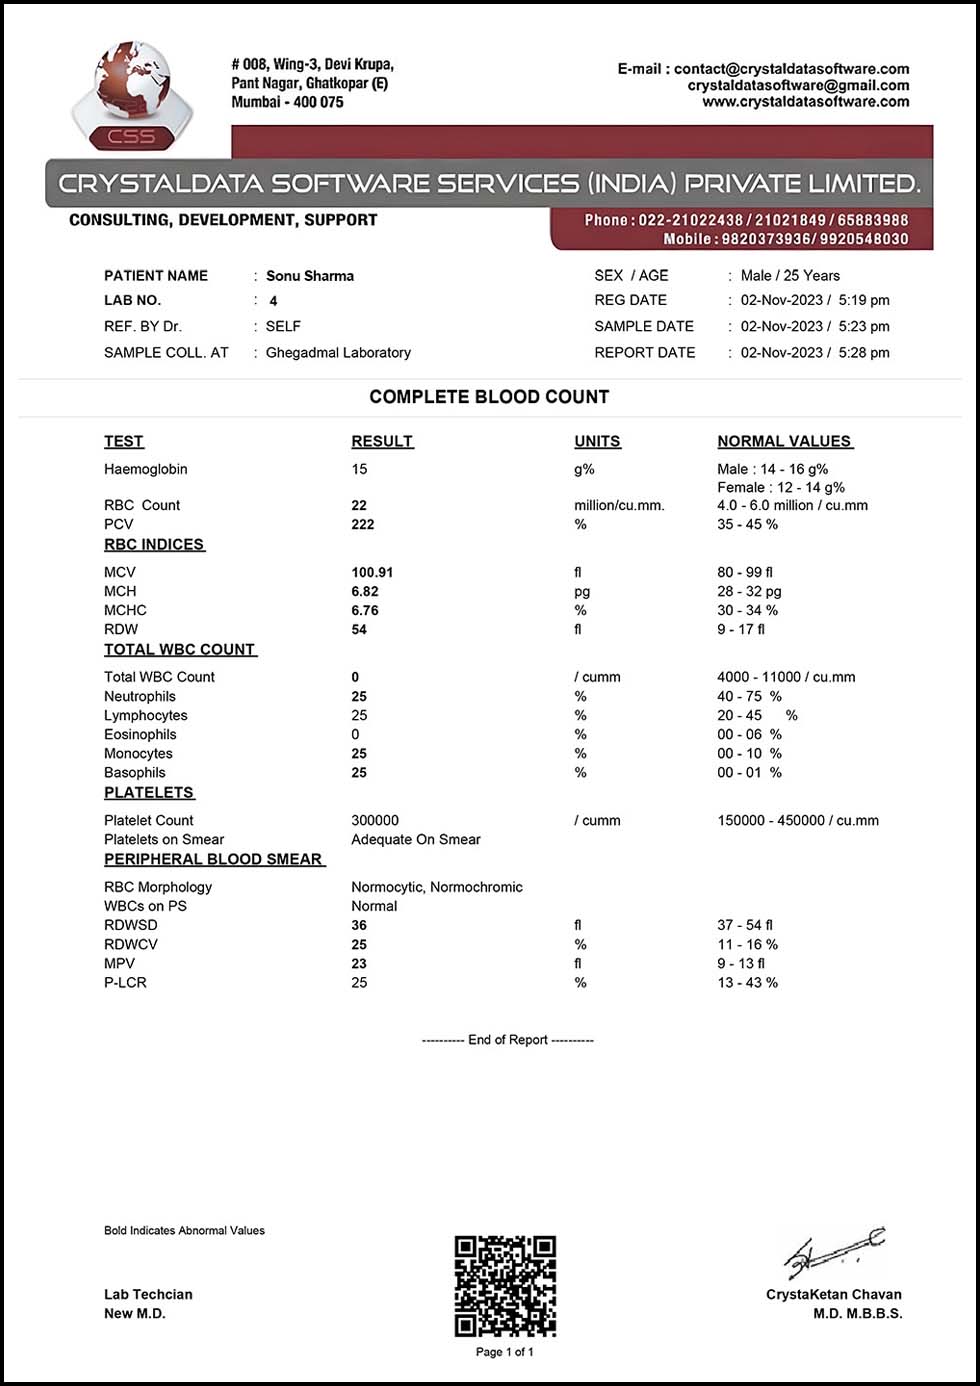 # 008, Wing-3, Devi Krupa,
Pant Nagar, Ghatkopar (E)
Mumbai - 400 075
E-mail : contact@crystaldatasoftware.com
crystaldatasoftware@gmail.com
www.crystaldatasoftware.com
CSS
CRYSTALDATA SOFTWARE SERVICES (INDIA) PRIVATE LIMITED.
CONSULTING, DEVELOPMENT, SUPPORT
Phone : 022-21022438 / 21021849 / 65883988
Mobile : 9820373936/ 9920548030
PATIENT NAME : Sonu Sharma SEX / AGE : Male / 25 Years
LAB NO. : 4 REG DATE : 02-Nov-2023 / 5:19 pm
REF. BY Dr. : SELF SAMPLE DATE : 02-Nov-2023 / 5:23 pm
SAMPLE COLL. AT : Ghegadmal Laboratory REPORT DATE : 02-Nov-2023 / 5:28 pm
COMPLETE BLOOD COUNT
TEST RESULT UNITS NORMAL VALUES
Haemoglobin 15 g% Male : 14 - 16 g%
Female : 12 - 14 g%
RBC Count 22 million/cu.mm. 4.0 - 6.0 million / cu.mm
PCV 222 % 35 - 45 %
RBC INDICES
MCV 100.91 fl 80 - 99 fl
MCH 6.82 pg 28 - 32 pg
MCHC 6.76 % 30 - 34 %
RDW 54 fl 9 - 17 fl
TOTAL WBC COUNT
Total WBC Count 0 / cumm 4000 - 11000 / cu.mm
Neutrophils 25 % 40 - 75 %
Lymphocytes 25 % 20 - 45 %
Eosinophils 0 % 00 - 06 %
Monocytes 25 % 00 - 10 %
Basophils 25 % 00 - 01 %
PLATELETS
Platelet Count 300000 / cumm 150000 - 450000 / cu.mm
Platelets on Smear Adequate On Smear
PERIPHERAL BLOOD SMEAR
RBC Morphology Normocytic, Normochromic
WBCs on PS Normal
RDWSD 36 fl 37 - 54 fl
RDWCV 25 % 11 - 16 %
MPV 23 fl 9 - 13 fl
P-LCR 25 % 13 - 43 %
---------- End of Report ----------
Bold Indicates Abnormal Values
Lab Techcian
New M.D.
CrystaKetan Chavan
M.D. M.B.B.S.
Page 1 of 1